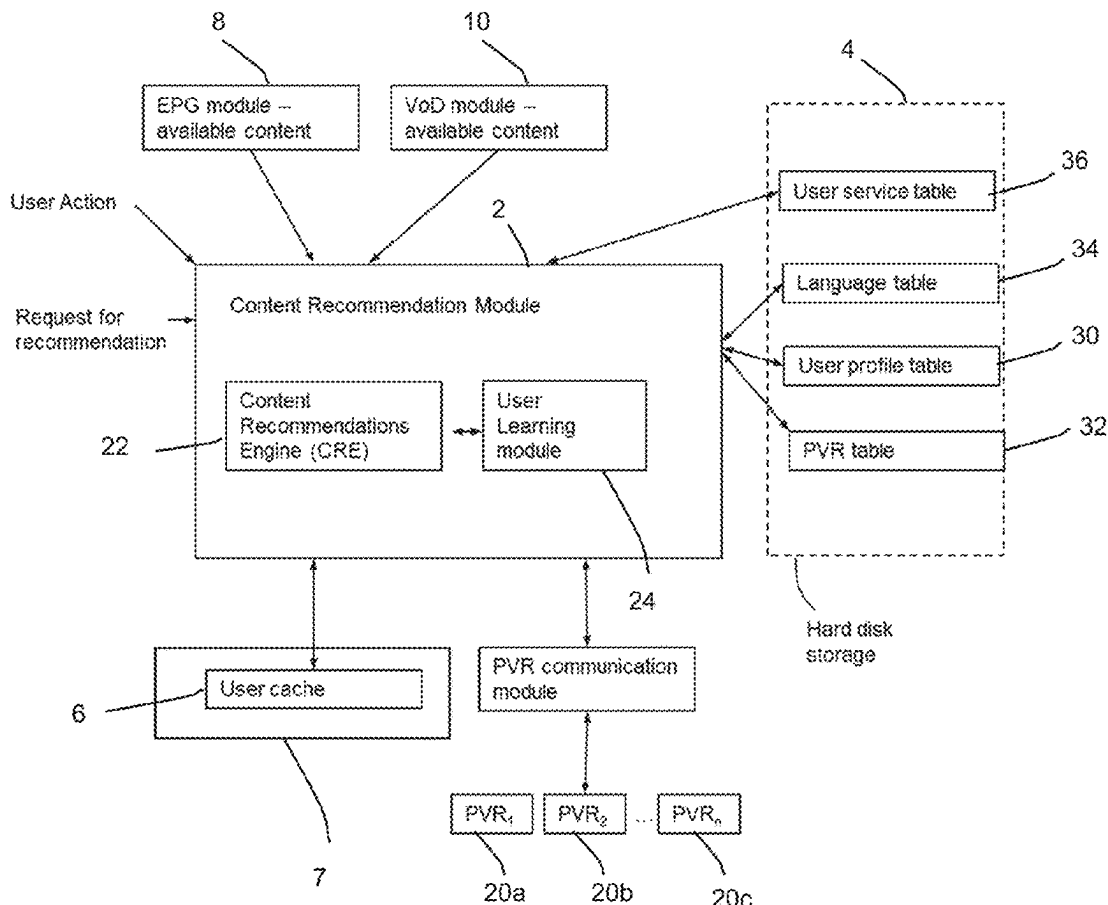 8
10
4
EPG module –
available content
VoD module –
available content
36
User service table
User Action
2
34
Language table
Content Recommendation Module
Request for
recommendation
30
User profile table
Content
Recommendations
Engine (CRE)
User
Learning
module
22
32
PVR table
24
Hard disk
storage
PVR communication
module
User cache
6
PVR1
PVR2
...
PVRn
7
20a
20b
20c